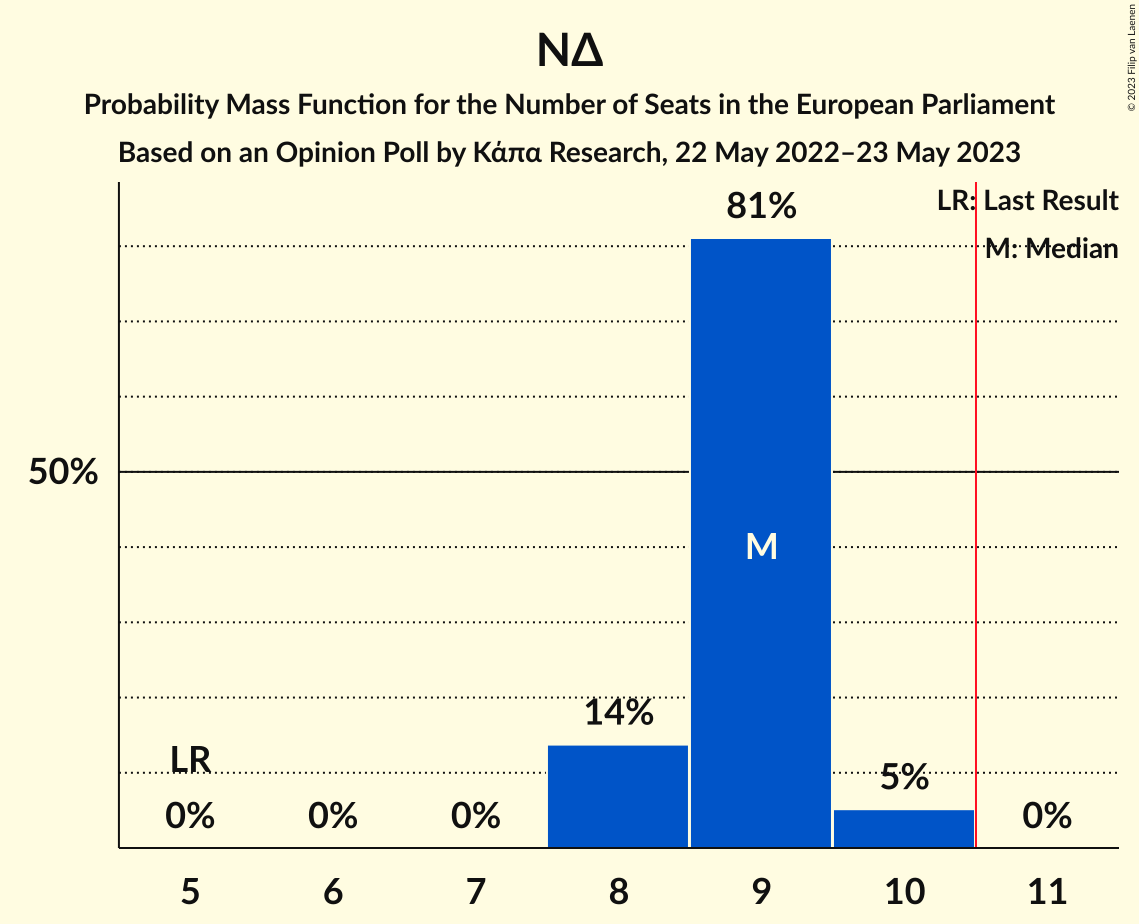 ΝΔ
Probability Mass Function for the Number of Seats in the European Parliament
Based on an Opinion Poll by Κάπα Research, 22 May 2022–23 May 2023
© 2023 Filip van Laenen
LR: Last Result
M: Median
81%
50%
M
14%
LR
5%
0%
0%
0%
0%
5
6
7
8
9
10
11